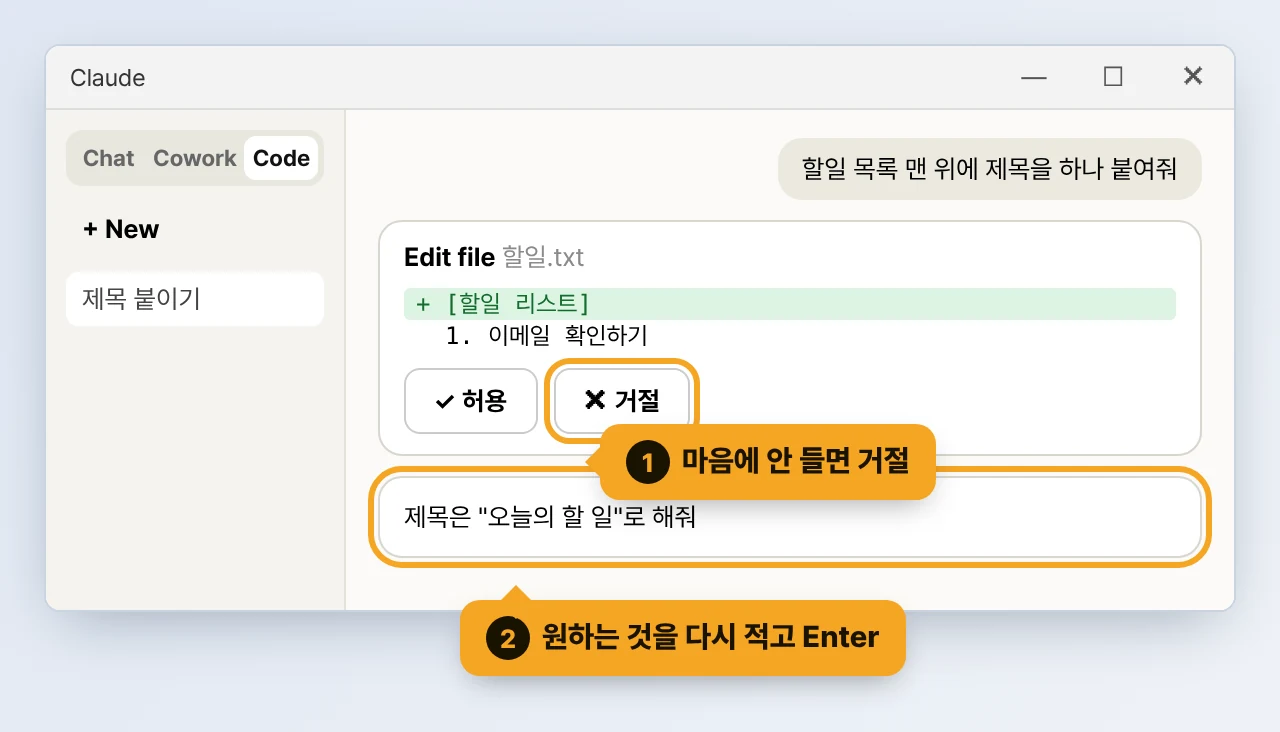 Claude
Chat Cowork Code
+ New
제목 붙이기
할일 목록 맨 위에 제목을 하나 붙여줘
Edit file 할일.txt
+ [할일 리스트]
1. 이메일 확인하기
✓ 허용
✕ 거절
1 마음에 안 들면 거절
제목은 "오늘의 할 일"로 해줘
2 원하는 것을 다시 적고 Enter